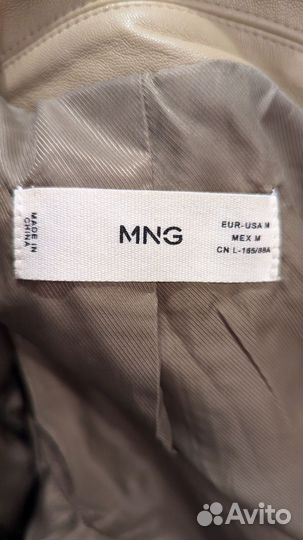 MADE IN
CHINA
MNG
EUR-USA M
MEX M
CN L-165/88A
Avito